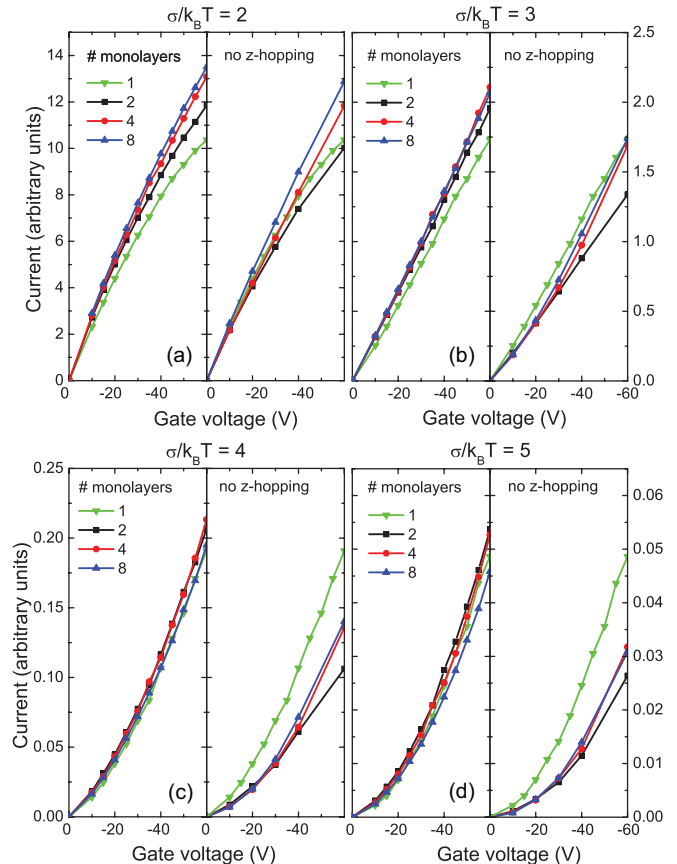 σ/k_BT = 2
σ/k_BT = 3
# monolayers
1
2
4
8
no z-hopping
(a)
# monolayers
1
2
4
8
no z-hopping
(b)
Current (arbitrary units)
14
12
10
8
6
4
2
0
2.5
2.0
1.5
1.0
0.5
0.0
0 -20 -40 -20 -40 0 -20 -40 -20 -40 -60
Gate voltage (V)
Gate voltage (V)
σ/k_BT = 4
σ/k_BT = 5
# monolayers
1
2
4
8
no z-hopping
(c)
# monolayers
1
2
4
8
no z-hopping
(d)
Current (arbitrary units)
0.25
0.20
0.15
0.10
0.05
0.00
0.06
0.05
0.04
0.03
0.02
0.01
0.00
0 -20 -40 -20 -40 0 -20 -40 -20 -40 -60
Gate voltage (V)
Gate voltage (V)